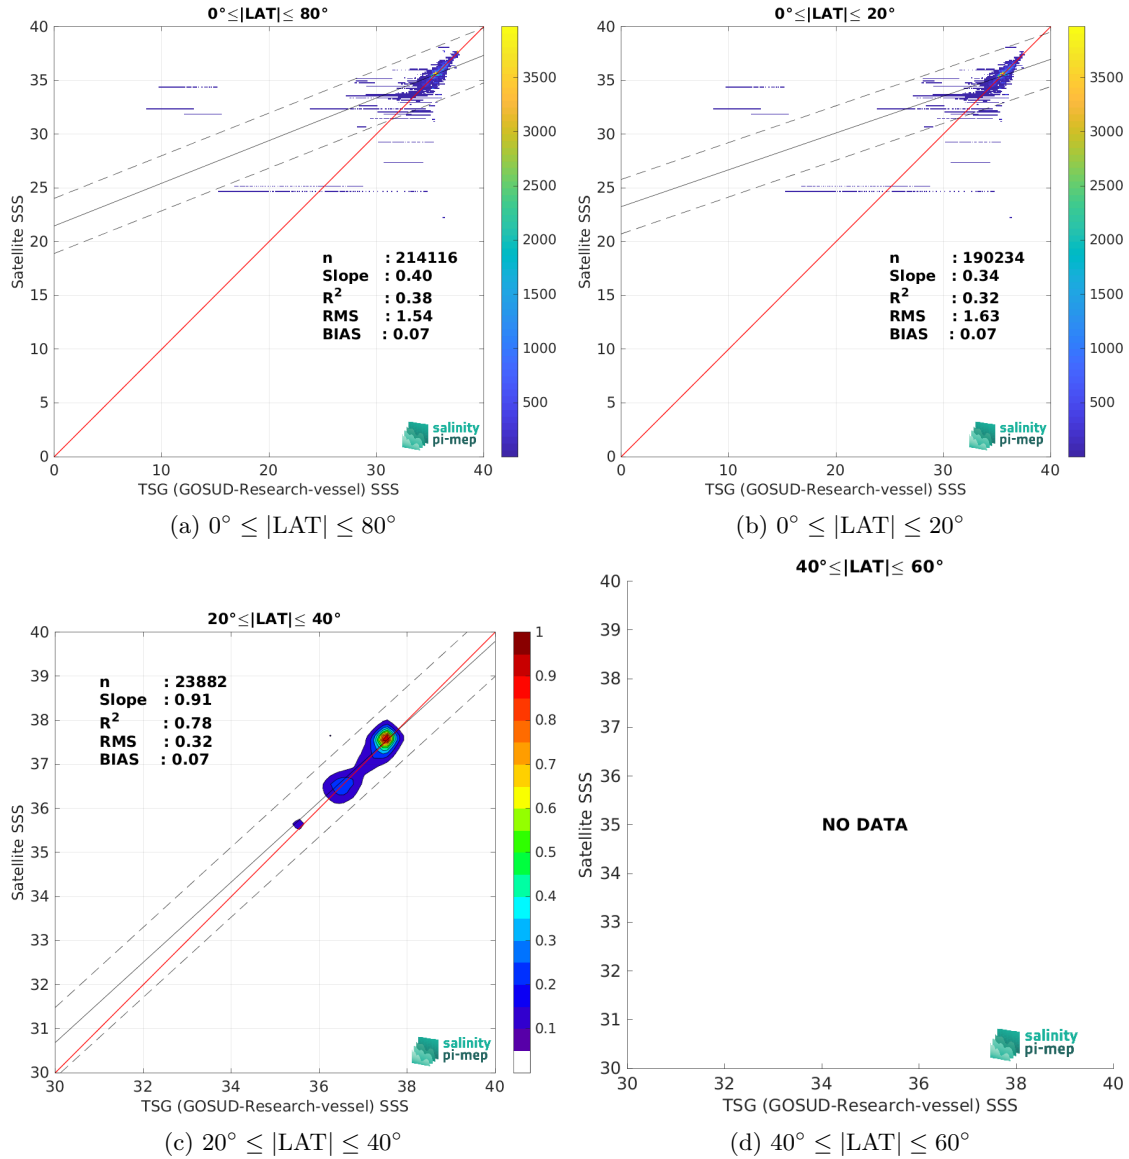 0°≤|LAT|≤ 80°
40
35
30
25
20
15
10
5
0
Satellite SSS
n : 214116
Slope : 0.40
R² : 0.38
RMS : 1.54
BIAS : 0.07
salinity
pi-mep
0 10 20 30 40
TSG (GOSUD-Research-vessel) SSS
3500
3000
2500
2000
1500
1000
500
(a) 0° ≤ |LAT| ≤ 80°
0°≤|LAT|≤ 20°
40
35
30
25
20
15
10
5
0
Satellite SSS
n : 190234
Slope : 0.34
R² : 0.32
RMS : 1.63
BIAS : 0.07
salinity
pi-mep
0 10 20 30 40
TSG (GOSUD-Research-vessel) SSS
3500
3000
2500
2000
1500
1000
500
(b) 0° ≤ |LAT| ≤ 20°
20°≤|LAT|≤ 40°
40
39
38
37
36
35
34
33
32
31
30
Satellite SSS
n : 23882
Slope : 0.91
R² : 0.78
RMS : 0.32
BIAS : 0.07
salinity
pi-mep
30 32 34 36 38 40
TSG (GOSUD-Research-vessel) SSS
1
0.9
0.8
0.7
0.6
0.5
0.4
0.3
0.2
0.1
(c) 20° ≤ |LAT| ≤ 40°
40°≤|LAT|≤ 60°
40
39
38
37
36
35
34
33
32
31
30
Satellite SSS
NO DATA
salinity
pi-mep
30 32 34 36 38 40
TSG (GOSUD-Research-vessel) SSS
(d) 40° ≤ |LAT| ≤ 60°